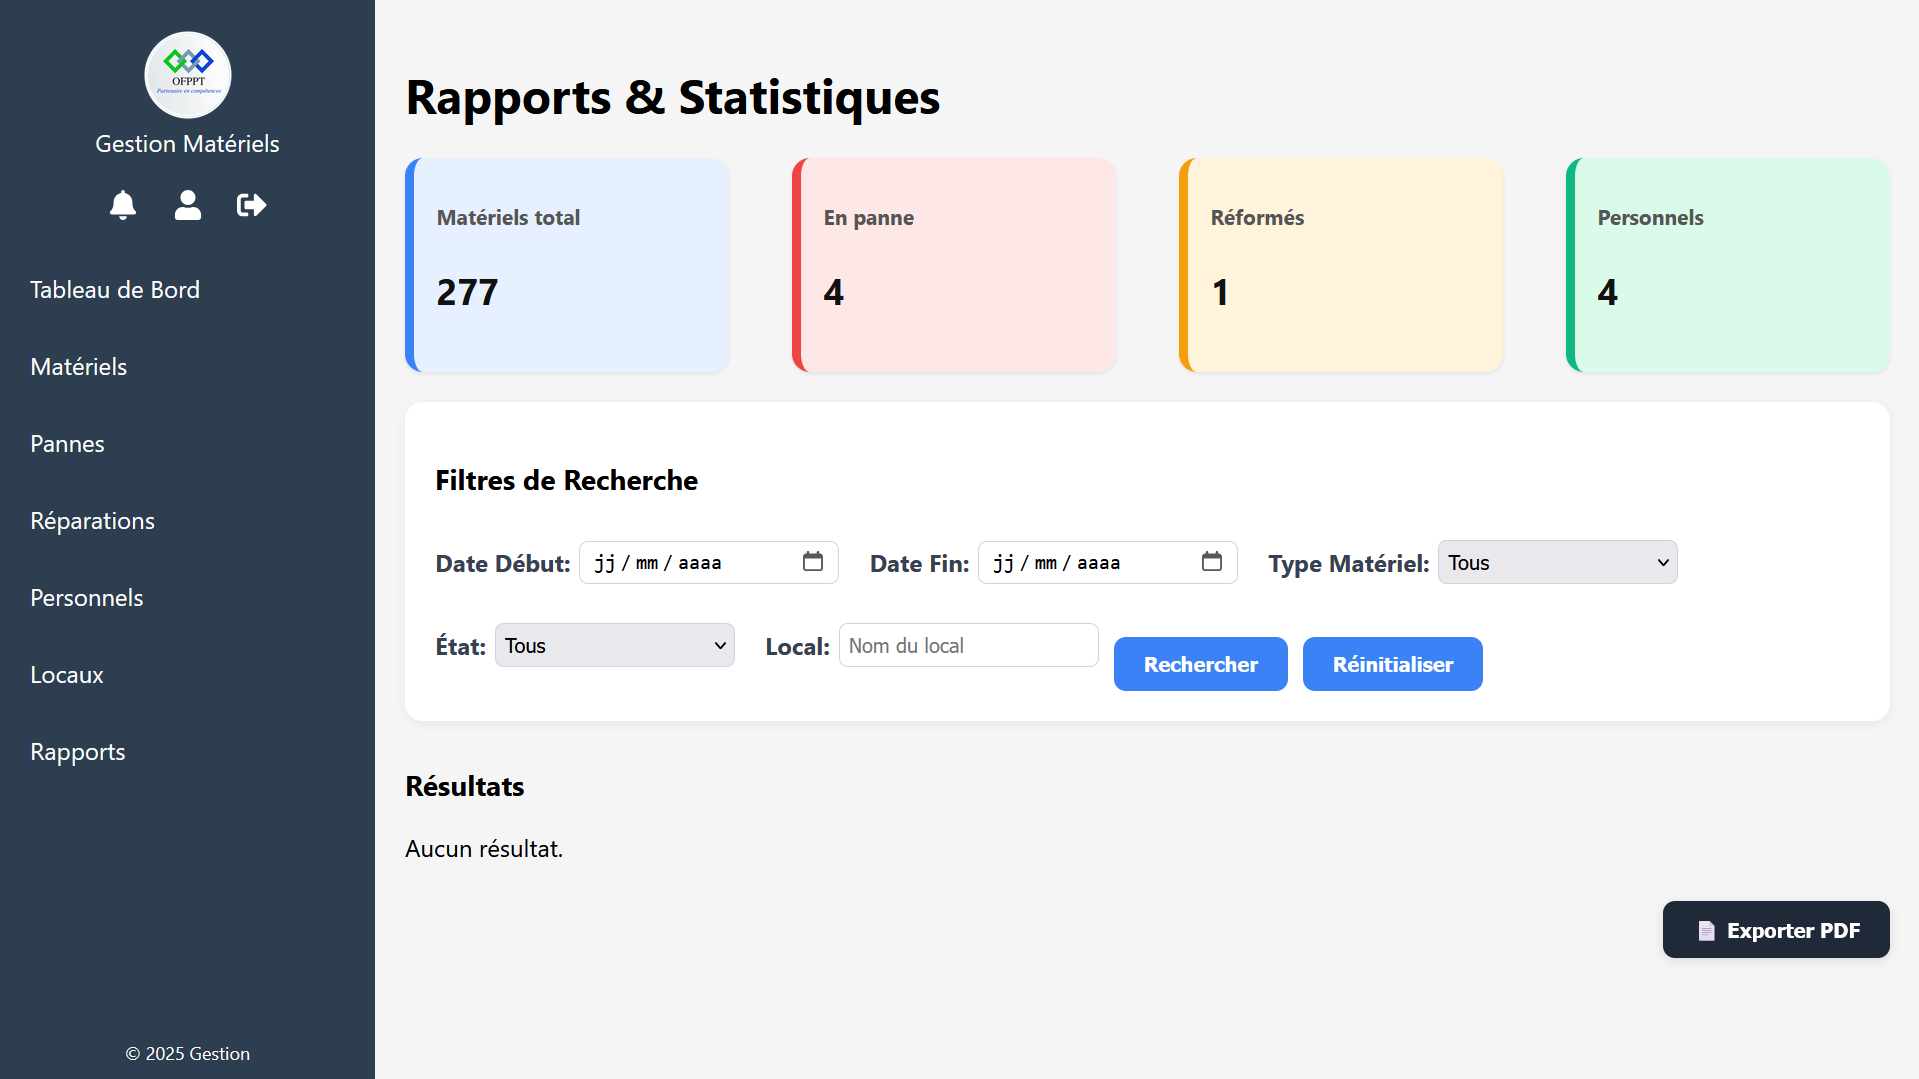 OFPPT
Partenaire en compétences
Gestion Matériels
Tableau de Bord
Matériels
Pannes
Réparations
Personnels
Locaux
Rapports
© 2025 Gestion
Rapports & Statistiques
Matériels total
277
En panne
4
Réformés
1
Personnels
4
Filtres de Recherche
Date Début: jj/mm/aaaa Date Fin: jj/mm/aaaa Type Matériel: Tous
État: Tous Local: Nom du local Rechercher Réinitialiser
Résultats
Aucun résultat.
Exporter PDF